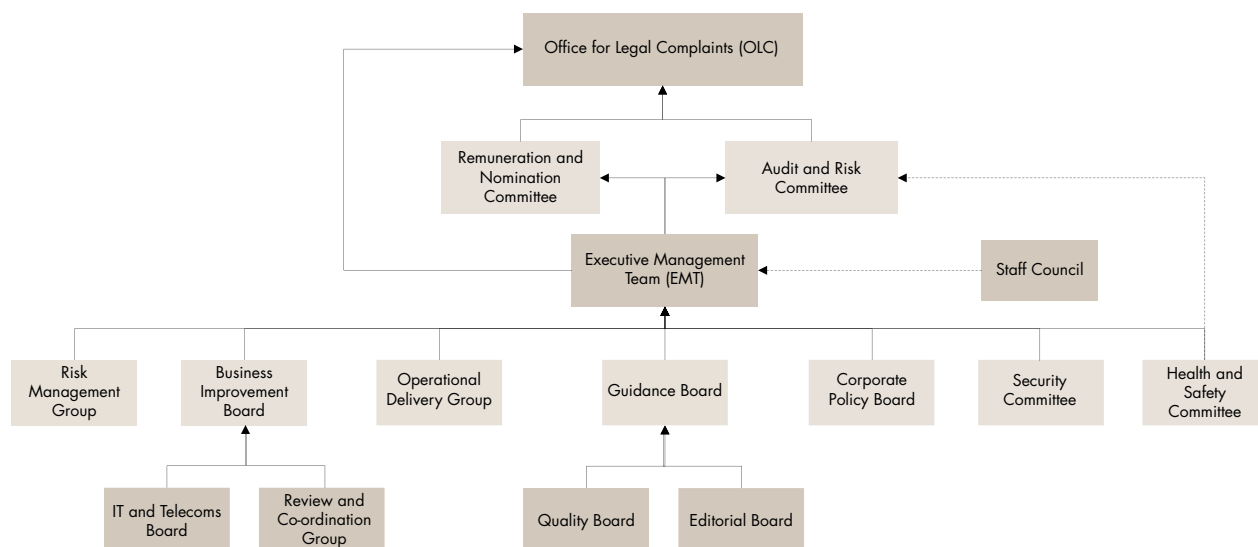 Office for Legal Complaints (OLC)
Remuneration and
Nomination
Committee
Audit and Risk
Committee
Executive Management
Team (EMT)
Staff Council
Risk
Management
Group
Business
Improvement
Board
Operational
Delivery Group
Guidance Board
Corporate
Policy Board
Security
Committee
Health and
Safety
Committee
IT and Telecoms
Board
Review and
Co-ordination
Group
Quality Board
Editorial Board